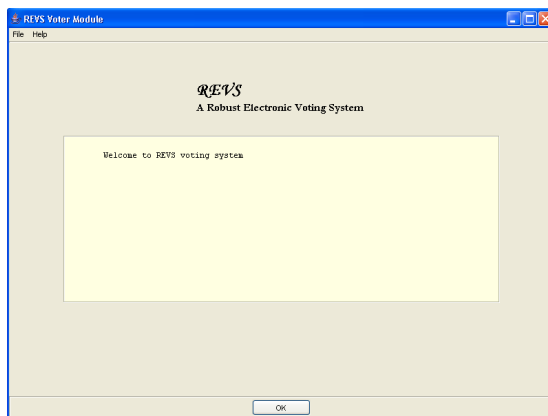 REVS Voter Module
File Help
REVS
A Robust Electronic Voting System
Welcome to REVS voting system
OK